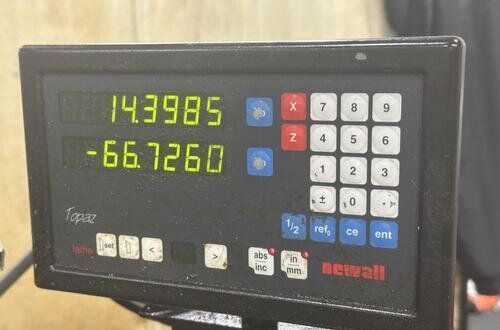 14.3985
-66.7260
X 7 8 9
Z 4 5 6
1 2 3
± 0 .
1/2 ref₀ ce ent
Topaz
lathe
set < >
abs/inc in/mm
newall